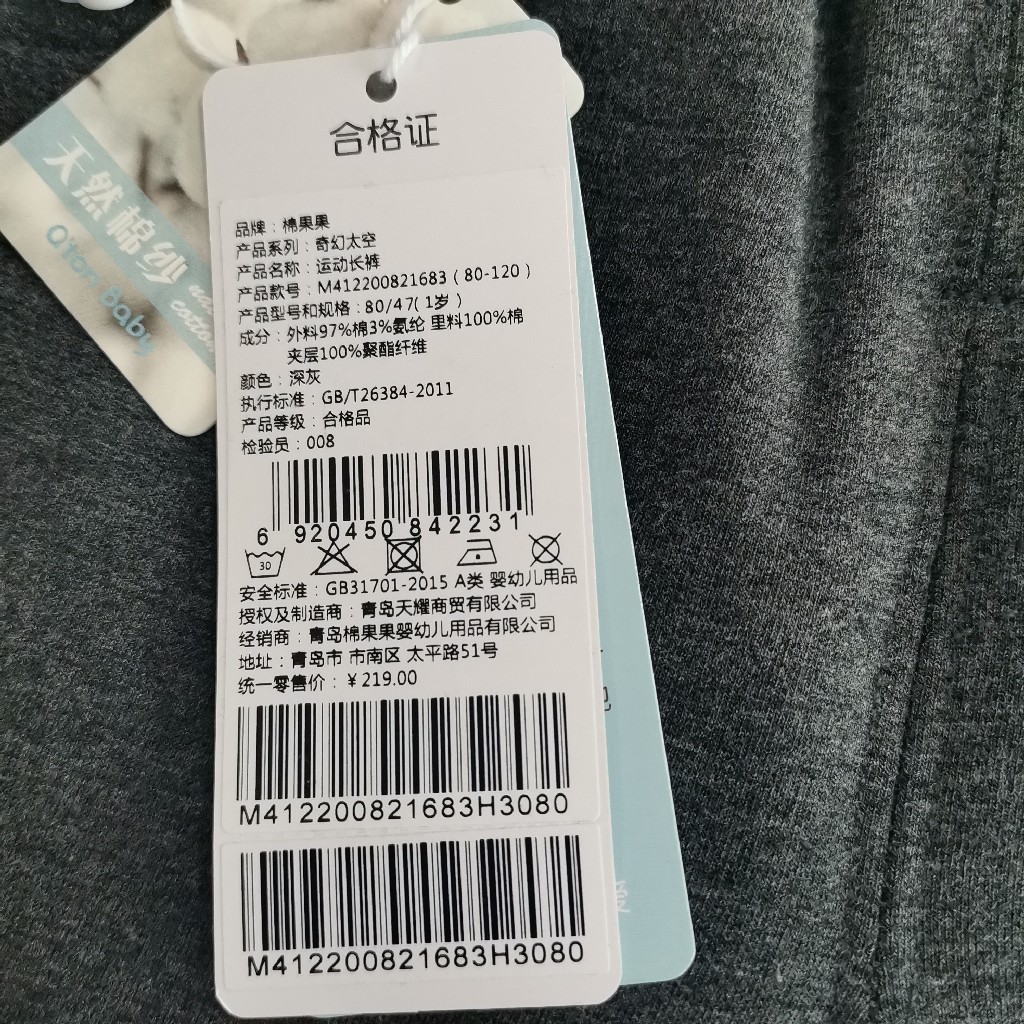 合格证
品牌：棉果果
产品系列：奇幻太空
产品名称：运动长裤
产品款号：M412200821683（80-120）
产品型号和规格：80/47(1岁)
成分：外料97%棉3%氨纶 里料100%棉
夹层100%聚酯纤维
颜色：深灰
执行标准：GB/T26384-2011
产品等级：合格品
检验员：008
6 920450 842231
30
安全标准：GB31701-2015 A类 婴幼儿用品
授权及制造商：青岛天耀商贸有限公司
经销商：青岛棉果果婴幼儿用品有限公司
地址：青岛市 市南区 太平路51号
统一零售价：￥219.00
M412200821683H3080
M412200821683H3080
天然棉纱
cotton
Baby
爱